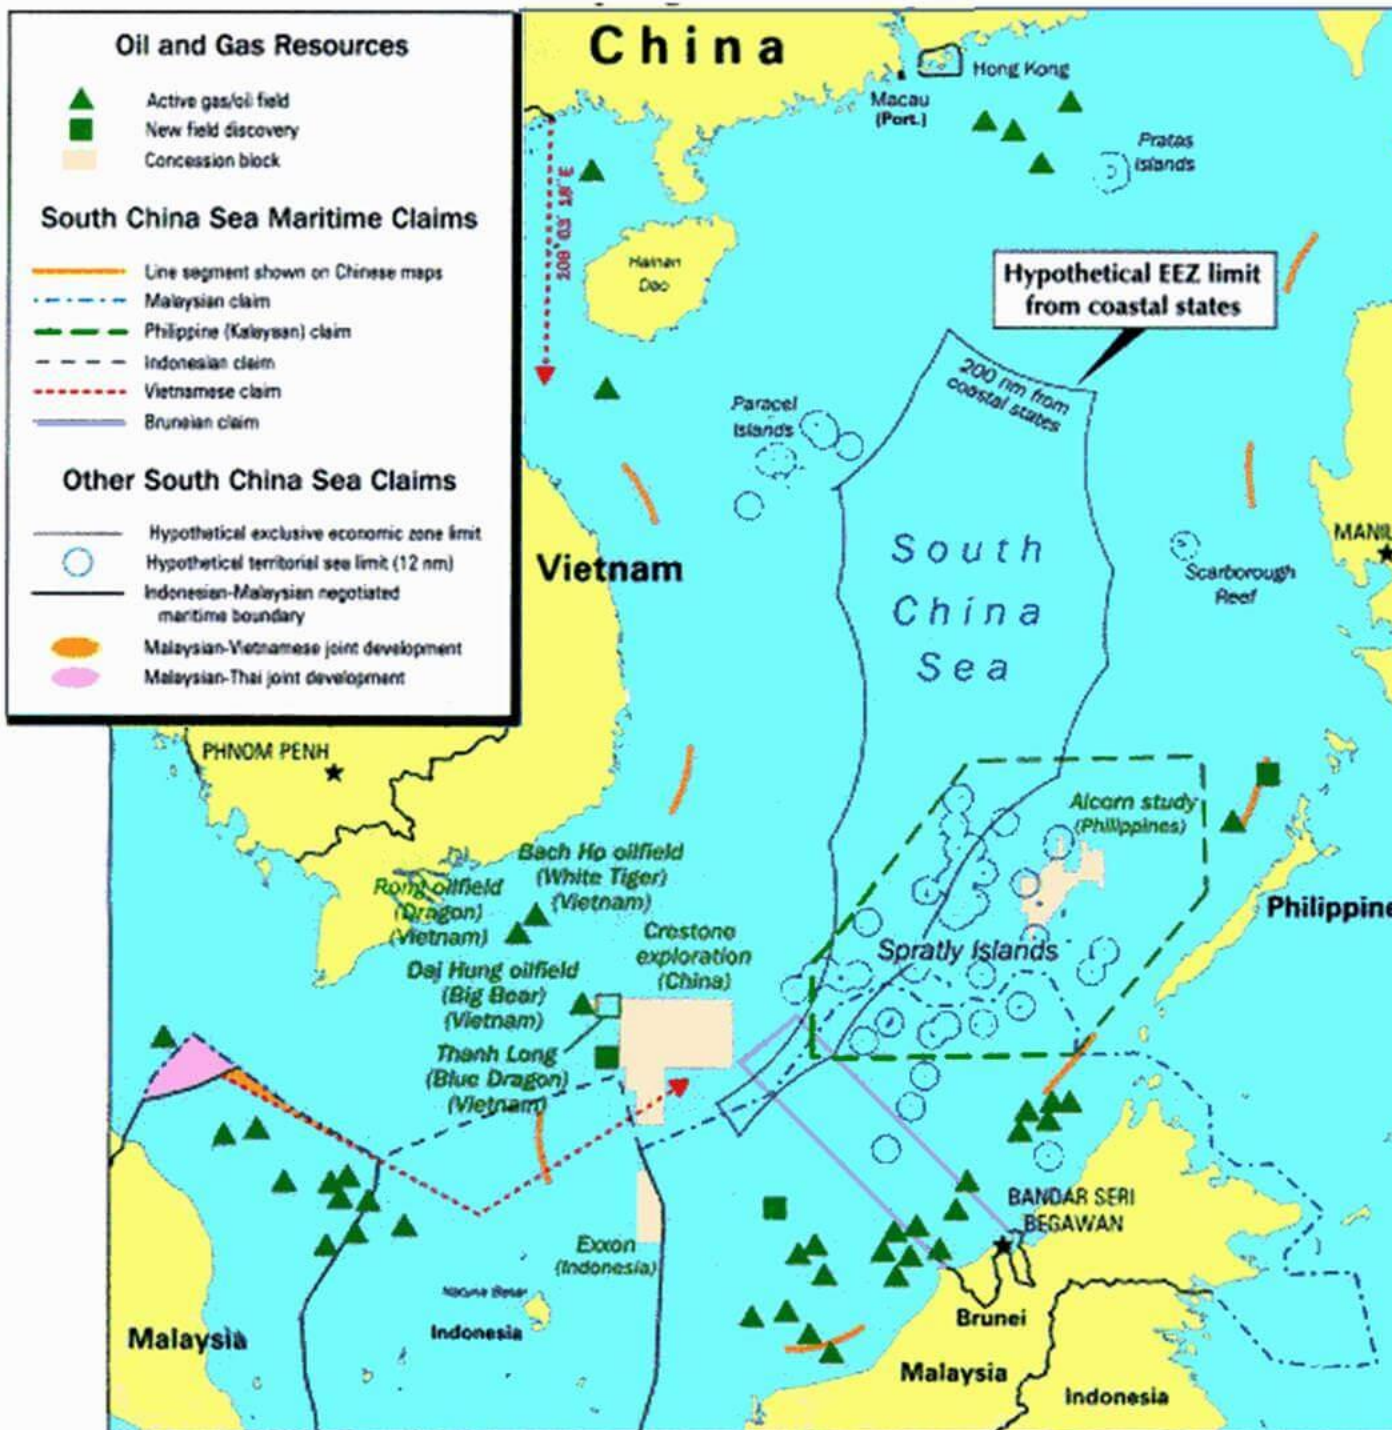 Oil and Gas Resources
Active gas/oil field
New field discovery
Concession block
South China Sea Maritime Claims
Line segment shown on Chinese maps
Malaysian claim
Philippine (Kalayaan) claim
Indonesian claim
Vietnamese claim
Bruneian claim
Other South China Sea Claims
Hypothetical exclusive economic zone limit
Hypothetical territorial sea limit (12 nm)
Indonesian-Malaysian negotiated
maritime boundary
Malaysian-Vietnamese joint development
Malaysian-Thai joint development
China
Hong Kong
Macau
(Port.)
Pratas
Islands
108° 03' 18" E
Hainan
Dao
Hypothetical EEZ limit
from coastal states
200 nm from
coastal states
Paracel
Islands
South
China
Sea
Vietnam
MANIL
Scarborough
Reef
PHNOM PENH
Alcorn study
(Philippines)
Bach Ho oilfield
(White Tiger)
(Vietnam)
Rong oilfield
(Dragon)
(Vietnam)
Philippine
Crestone
exploration
(China)
Spratly Islands
Dai Hung oilfield
(Big Bear)
(Vietnam)
Thanh Long
(Blue Dragon)
(Vietnam)
BANDAR SERI
BEGAWAN
Exxon
(Indonesia)
Natuna Besar
Malaysia
Indonesia
Brunei
Malaysia
Indonesia